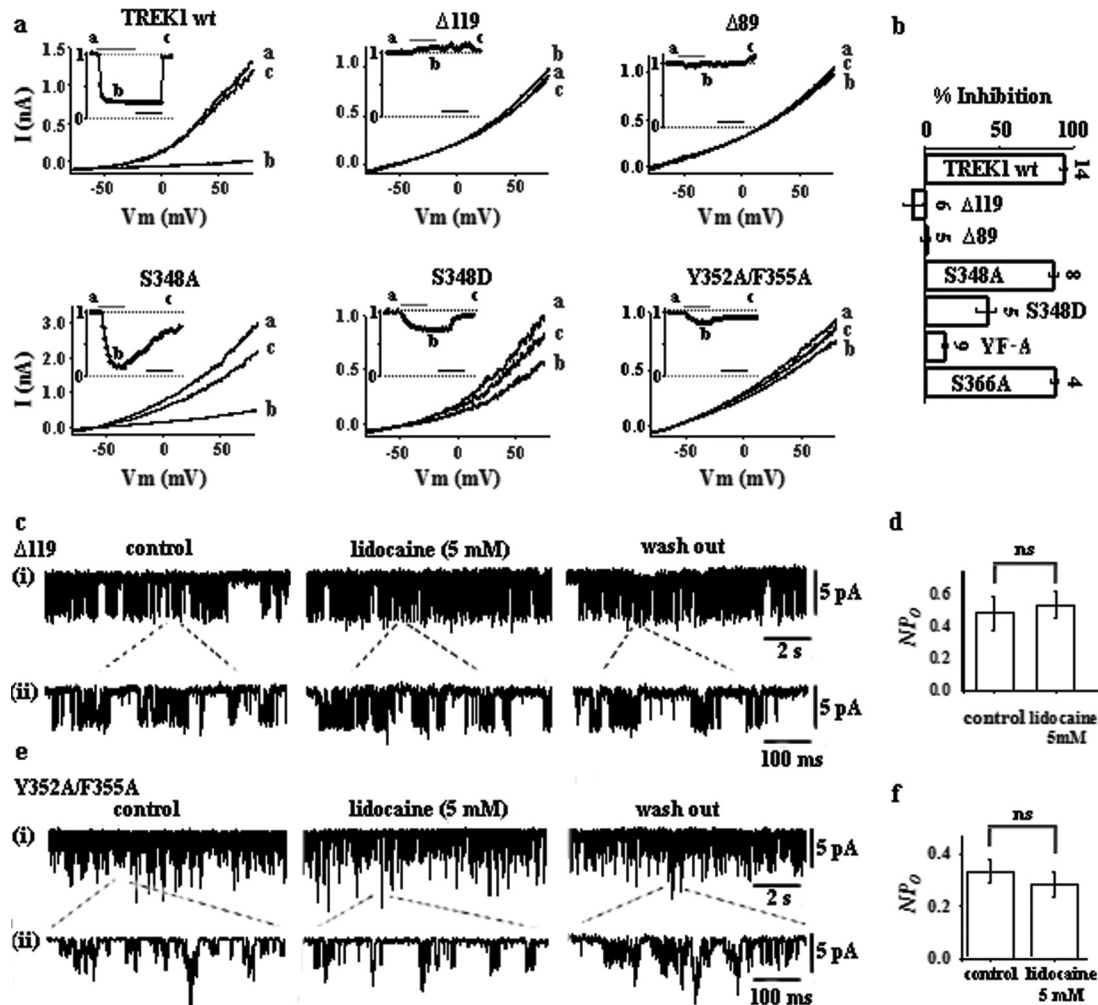 a
TREK1 wt
Δ119
Δ89
b
a
c
1
b
0
1.5
1.0
0.5
0.0
I (nA)
a
c
b
-50
0
50
Vm (mV)
a
c
1
b
0
1.0
0.5
0.0
b
a
c
-50
0
50
Vm (mV)
a
c
1
b
0
1.0
0.5
0.0
a
c
b
-50
0
50
Vm (mV)
% Inhibition
0
50
100
TREK1 wt
14
Δ119
6
Δ89
5
S348A
8
S348D
5
YF-A
S366A
4
S348A
S348D
Y352A/F355A
a
c
1
b
0
3.0
2.0
1.0
0.0
I (nA)
a
c
b
-50
0
50
Vm (mV)
a
c
1
b
0
1.0
0.5
0.0
a
c
b
-50
0
50
Vm (mV)
a
c
1
b
0
1.0
0.5
0.0
a
c
b
-50
0
50
Vm (mV)
c
Δ119
control
lidocaine (5 mM)
wash out
(i)
5 pA
2 s
(ii)
5 pA
100 ms
d
ns
NPo
0.6
0.4
0.2
0.0
control
lidocaine
5mM
e
Y352A/F355A
control
lidocaine (5 mM)
wash out
(i)
5 pA
2 s
(ii)
5 pA
100 ms
f
ns
NPo
0.4
0.2
0.0
control
lidocaine
5 mM